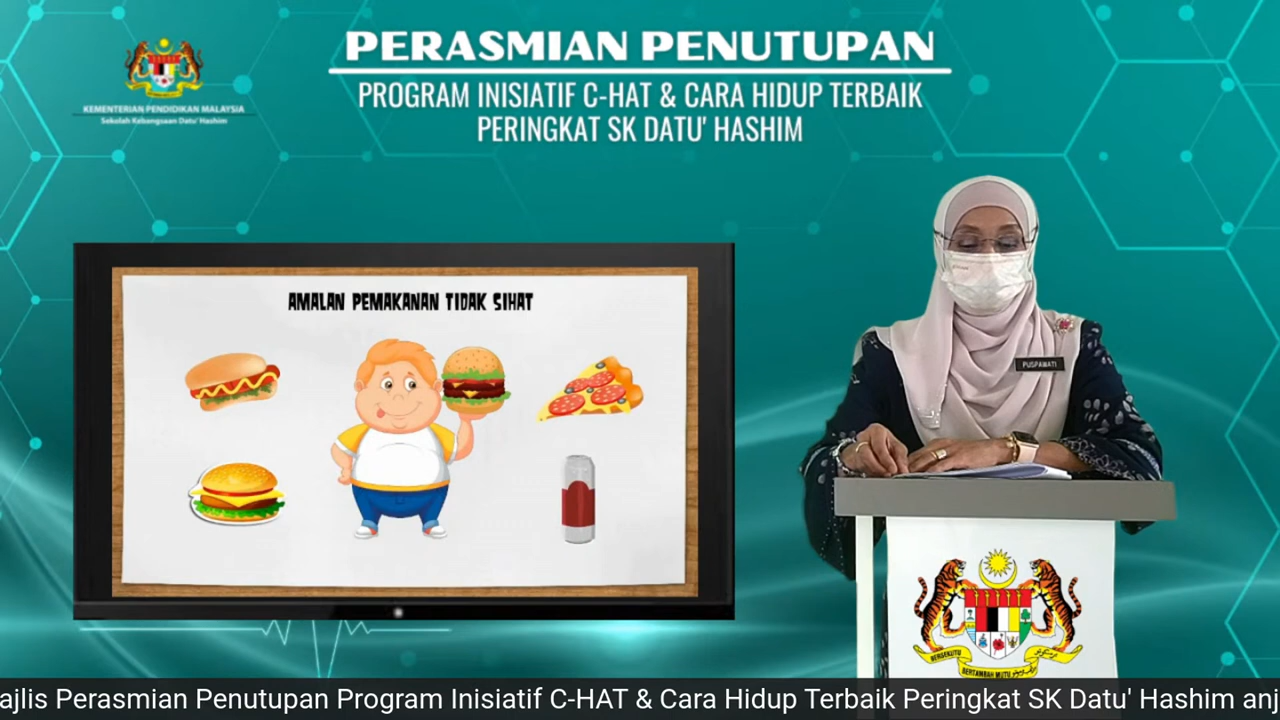 PERASMIAN PENUTUPAN
PROGRAM INISIATIF C-HAT & CARA HIDUP TERBAIK
PERINGKAT SK DATU' HASHIM
KEMENTERIAN PENDIDIKAN MALAYSIA
Sekolah Kebangsaan Datu' Hashim
AMALAN PEMAKANAN TIDAK SIHAT
PUSPAWATI
BERSEKUTU
BERTAMBAH MUTU
ajlis Perasmian Penutupan Program Inisiatif C-HAT & Cara Hidup Terbaik Peringkat SK Datu' Hashim anj